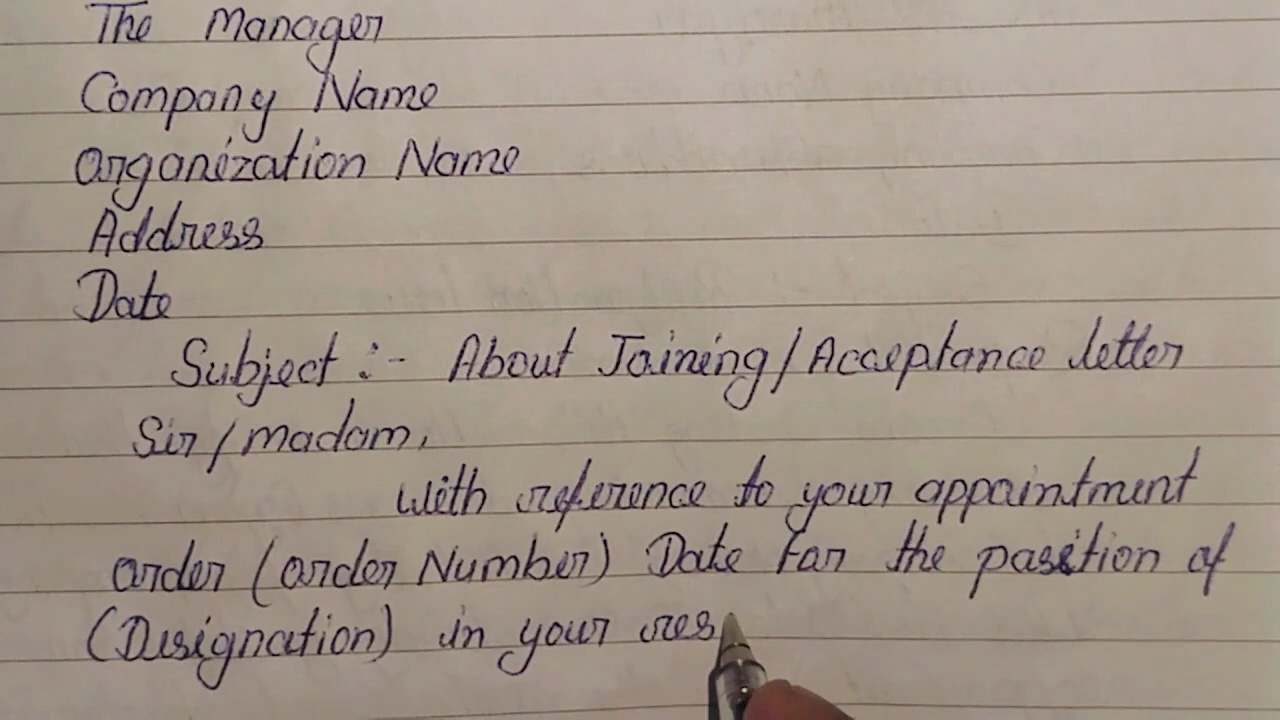 The Manager
Company Name
Organization Name
Address
Date
Subject :- About Joining/Acceptance letter
Sir/madam,
with reference to your appointment
order (order Number) Date For the position of
(Designation) in your res